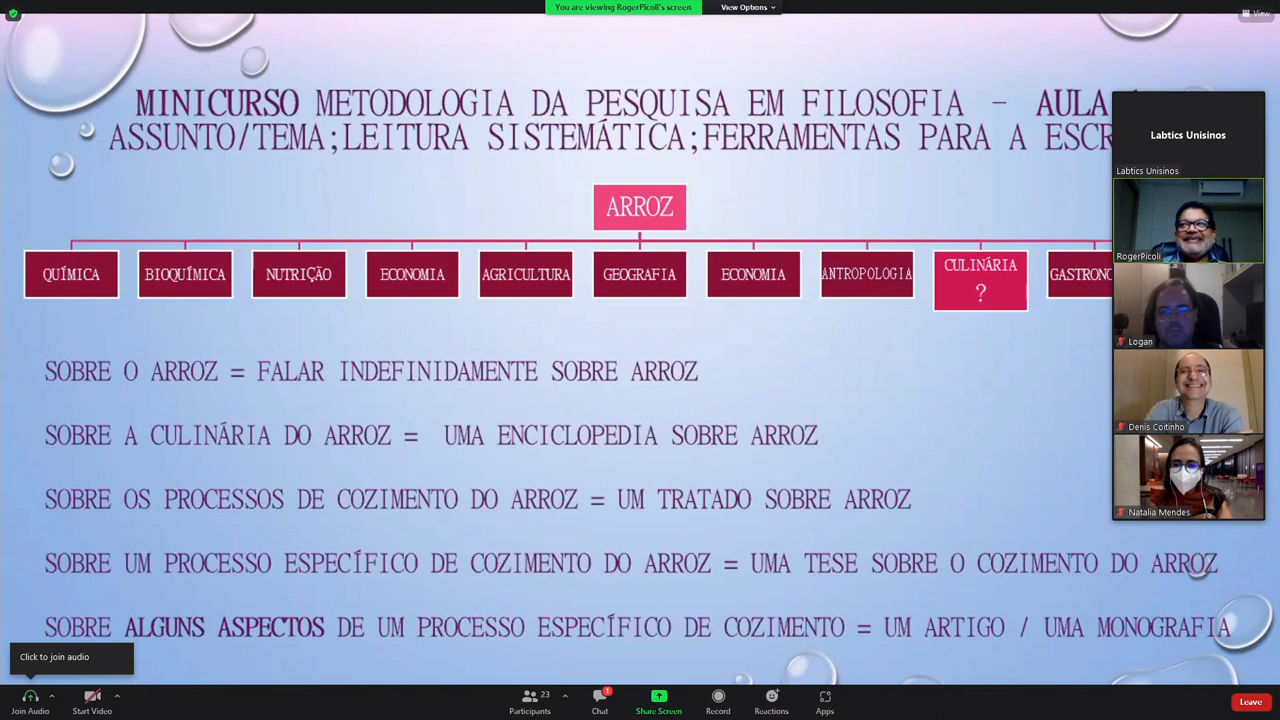 You are viewing RogerPicoli's screen
View Options
View
MINICURSO METODOLOGIA DA PESQUISA EM FILOSOFIA - AULA
ASSUNTO/TEMA;LEITURA SISTEMÁTICA;FERRAMENTAS PARA A ESCR
ARROZ
QUÍMICA
BIOQUÍMICA
NUTRIÇÃO
ECONOMIA
AGRICULTURA
GEOGRAFIA
ECONOMIA
ANTROPOLOGIA
CULINÁRIA
?
GASTRONO
SOBRE O ARROZ = FALAR INDEFINIDAMENTE SOBRE ARROZ
SOBRE A CULINÁRIA DO ARROZ = UMA ENCICLOPEDIA SOBRE ARROZ
SOBRE OS PROCESSOS DE COZIMENTO DO ARROZ = UM TRATADO SOBRE ARROZ
SOBRE UM PROCESSO ESPECÍFICO DE COZIMENTO DO ARROZ = UMA TESE SOBRE O COZIMENTO DO ARROZ
SOBRE ALGUNS ASPECTOS DE UM PROCESSO ESPECÍFICO DE COZIMENTO = UM ARTIGO / UMA MONOGRAFIA
Labtics Unisinos
Labtics Unisinos
RogerPicoli
Logan
Denis Coitinho
Natalia Mendes
Click to join audio
Join Audio
Start Video
23
Participants
1
Chat
Share Screen
Record
Reactions
Apps
Leave